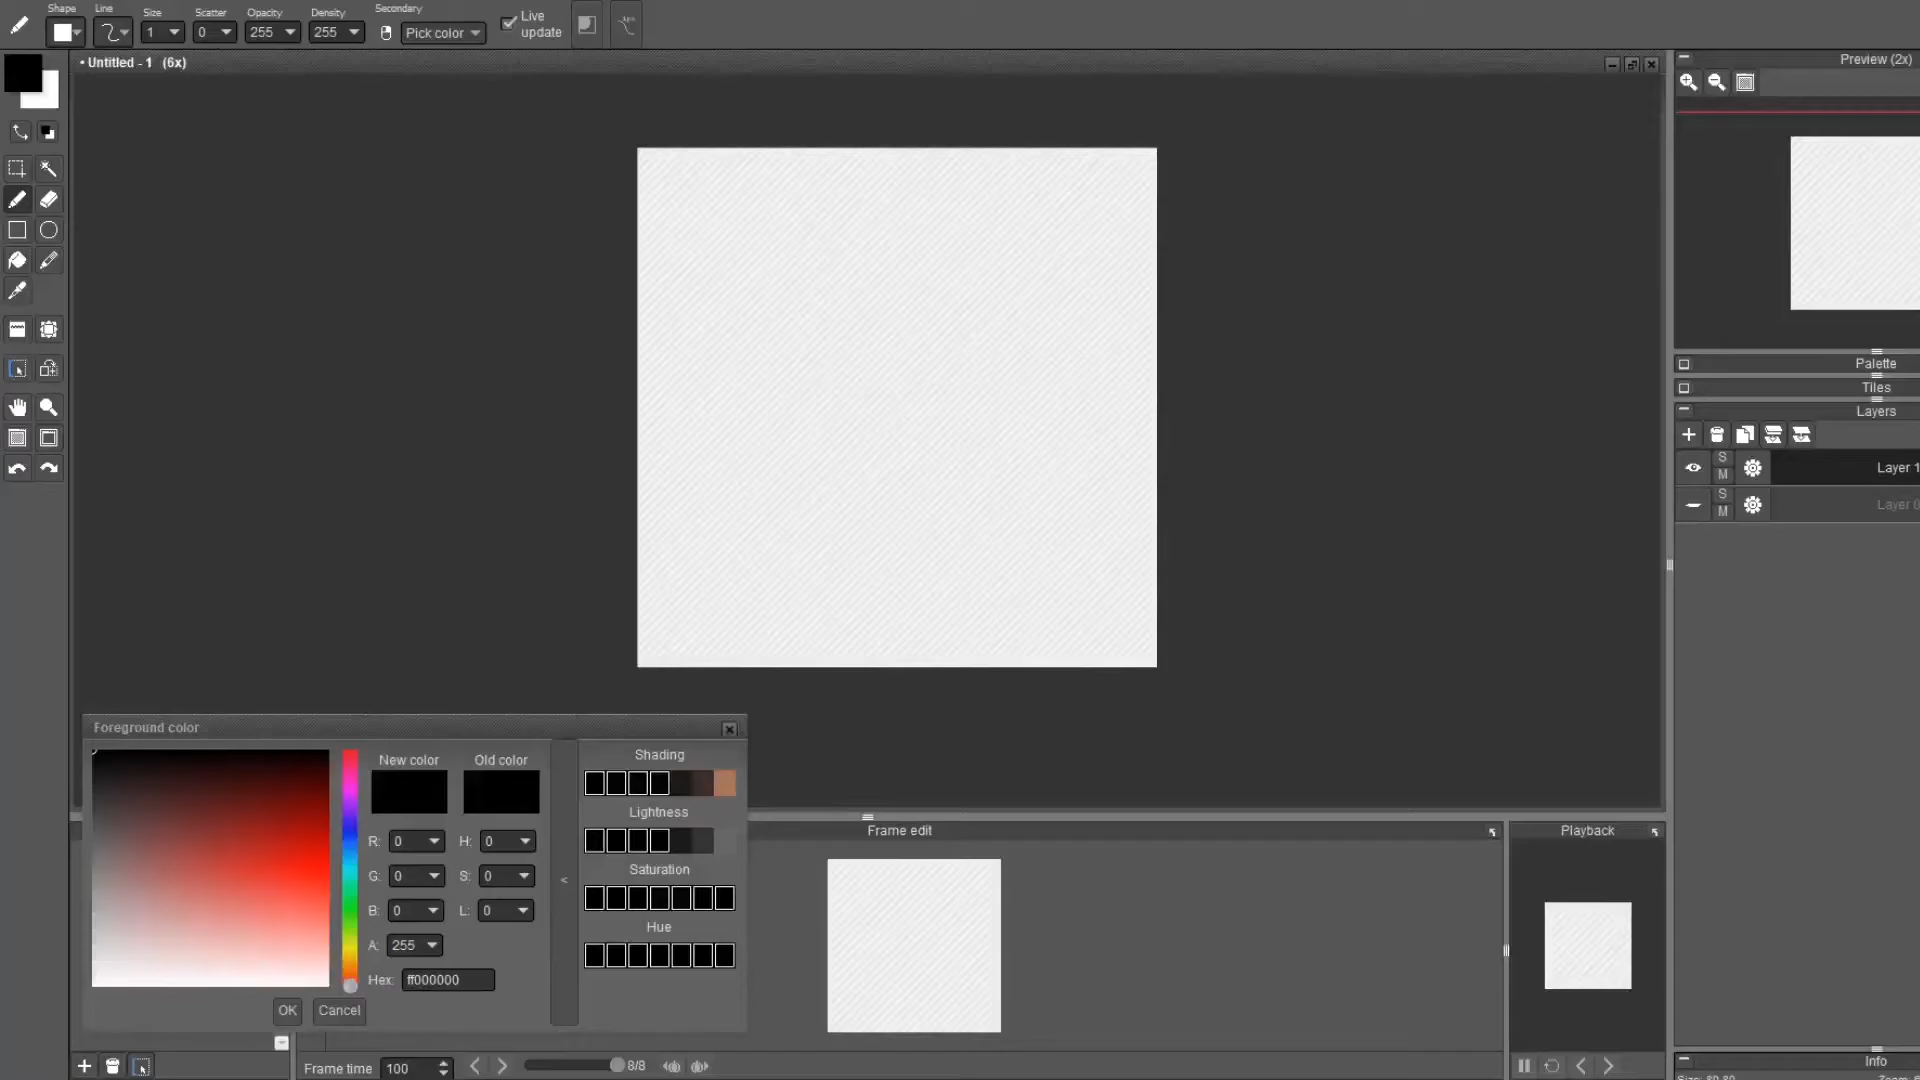 Shape Line Size Scatter Opacity Density Secondary
1 0 255 255 Pick color Live update
• Untitled - 1 (6x)
Preview (2x)
Palette
Tiles
Layers
S
M
Layer 1
S
M
Layer 0
Foreground color
New color Old color
R: 0 H: 0
G: 0 S: 0
B: 0 L: 0
A: 255
Hex: ff000000
OK Cancel
<
Shading
Lightness
Saturation
Hue
Frame edit
Playback
Frame time 100 8/8
Info